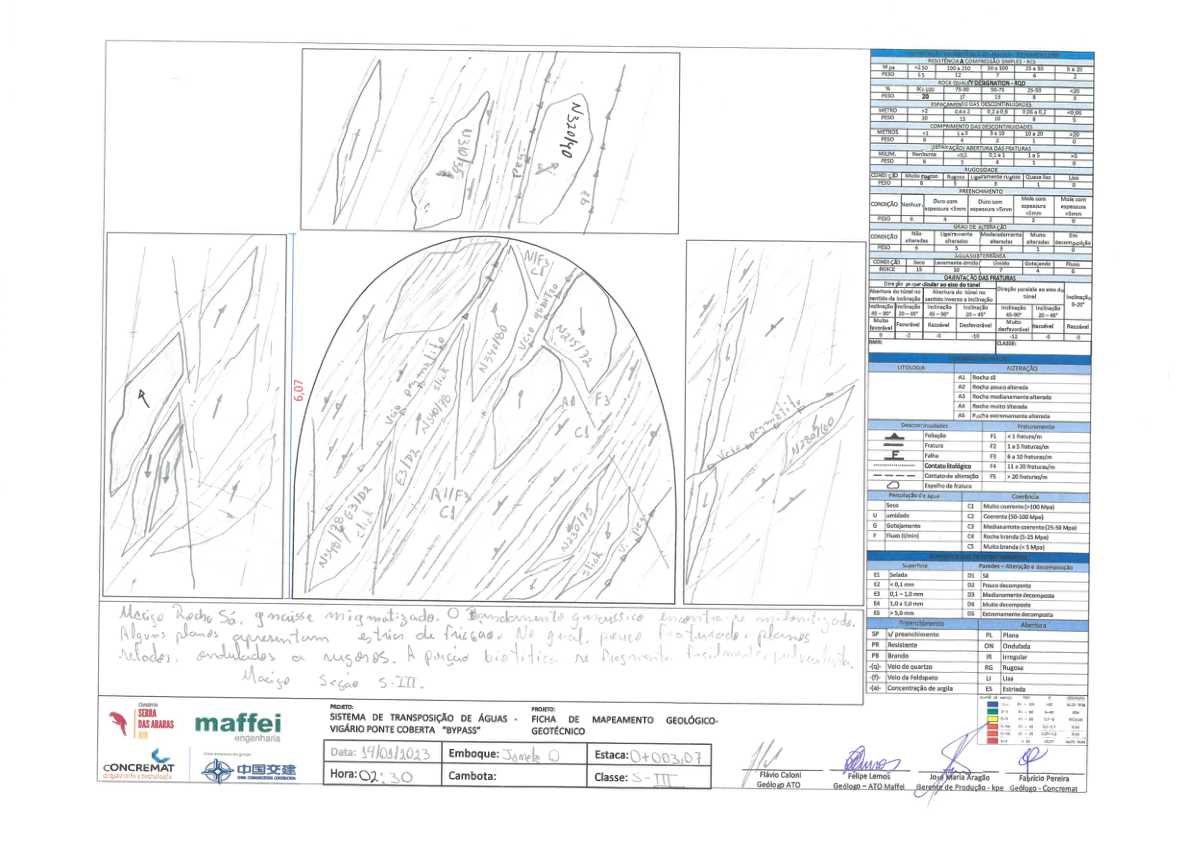 N340/35
peg.
N320/40
qz
6,07
N1F3/
C1
Veio quartzo
N215/72
N340/80
Veio pegmatito
slick
N340/78
A1 F3
C1
E3/D2
A1/F3
C1
N340/78 E3/D2
slick
N230/75
slick
V. peg
Veio pegmatito
N280/60
Maciço Rocha Sã, gnaisse migmatizado. O Bandamento gnaissico encontra-se milonitizado.
Alguns planos apresentam estrias de fricção. No geral, pouco fraturado, planos
selados, ondulados a rugosos. A porção biotítica se fragmenta facilmente, pulverulenta.
Maciço Seção S-III.
RESISTÊNCIA A COMPRESSÃO SIMPLES - RCS
Mpa >250 100 a 250 50 a 100 25 a 50 5 a 25
PESO 15 12 7 4 2
ROCK QUALITY DESIGNATION - RQD
% 90-100 75-90 50-75 25-50 <20
PESO 20 17 13 8 3
ESPAÇAMENTO DAS DESCONTINUIDADES
METRO >2 0,6 a 2 0,2 a 0,6 0,06 a 0,2 <0,06
PESO 20 15 10 8 5
COMPRIMENTO DAS DESCONTINUIDADES
METROS <1 1 a 3 3 a 10 10 a 20 >20
PESO 6 4 2 1 0
SEPARAÇÃO/ ABERTURA DAS FRATURAS
MILIM. Nenhuma <0,1 0,1 a 1 1 a 5 >5
PESO 6 5 4 1 0
RUGOSIDADE
CONDIÇÃO Muito rugoso Rugoso Ligeiramente rugoso Quase liso Liso
PESO 6 5 3 1 0
PREENCHIMENTO
CONDIÇÃO Nenhum Duro com espessura <5mm Duro com espessura >5mm Mole com espessura <5mm Mole com espessura >5mm
PESO 6 4 2 2 0
GRAU DE ALTERAÇÃO
CONDIÇÃO Não alteradas Ligeiramente alterados Moderadamente alteradas Muito alteradas Em decomposição
PESO 6 5 3 1 0
ÁGUA SUBTERRÂNEA
CONDIÇÃO Seco Levemente úmido Úmido Gotejando Fluxo
ÍNDICE 15 10 7 4 0
ORIENTAÇÃO DAS FRATURAS
Direção perpendicular ao eixo do túnel
Abertura do túnel no sentido da inclinação Abertura do túnel no sentido inverso a inclinação Direção paralela ao eixo do túnel Inclinação 0-20°
Inclinação 45 – 90° Inclinação 20 – 45° Inclinação 45 – 90° Inclinação 20 – 45° Inclinação 45-90° Inclinação 20 – 45°
Muito favorável Favorável Razoável Desfavorável Muito desfavorável Razoável Razoável
0 -2 -5 -10 -12 -5 -5
RMR: CLASSE:
LITOLOGIA ALTERAÇÃO
A1 Rocha sã
A2 Rocha pouco alterada
A3 Rocha medianamente alterada
A4 Rocha muito alterada
A5 Rocha extremamente alterada
Descontinuidades Fraturamento
Foliação F1 < 1 fratura/m
Fratura F2 1 a 5 fraturas/m
F Falha F3 6 a 10 fraturas/m
Contato litológico F4 11 a 20 fraturas/m
Contato de alteração F5 > 20 fraturas/m
Espelho de fratura
Percolação de água Coerência
Seco C1 Muito coerente (>100 Mpa)
U umidade C2 Coerente (50-100 Mpa)
G Gotejamento C3 Medianamente coerente (25-50 Mpa)
F Fluxo (l/min) C4 Rocha branda (5-25 Mpa)
C5 Muito branda (< 5 Mpa)
Superfície Paredes – Alteração e decomposição
E1 Selada D1 Sã
E2 < 0,1 mm D2 Pouco decomposta
E3 0,1 – 1,0 mm D3 Medianamente decomposta
E4 1,0 a 5,0 mm D4 Muito decomposta
E5 > 5,0 mm D5 Extremamente decomposta
Preenchimento Abertura
SP s/ preenchimento PL Plana
PR Resistente ON Ondulada
PB Brando IR Irregular
-(q)- Veio de quartzo RG Rugosa
-(f)- Veio de Feldspato LI Lisa
-(a)- Concentração de argila ES Estriada
Consórcio
SERRA
DAS ARARAS
maffei
engenharia
CONCREMAT
engenharia e tecnologia
Uma empresa do grupo
中国交建
CHINA COMMUNICATIONS CONSTRUCTION
PROJETO:
SISTEMA DE TRANSPOSIÇÃO DE ÁGUAS -
VIGÁRIO PONTE COBERTA "BYPASS"
PROJETO:
FICHA DE MAPEAMENTO GEOLÓGICO-
GEOTÉCNICO
Data: 14/01/2023 Emboque: Janela O Estaca: 0+003,07
Hora: 02:30 Cambota: Classe: S-III
Flávio Caloni
Geólogo ATO
Felipe Lemos
Geólogo – ATO Maffei
José Maria Aragão
Gerente de Produção - kpe
Fabrício Pereira
Geólogo - Concremat